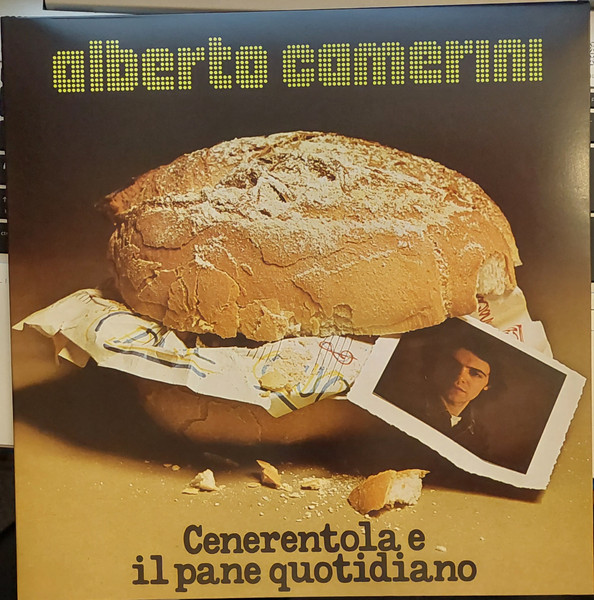 alberto camerini
Cenerentola e
il pane quotidiano